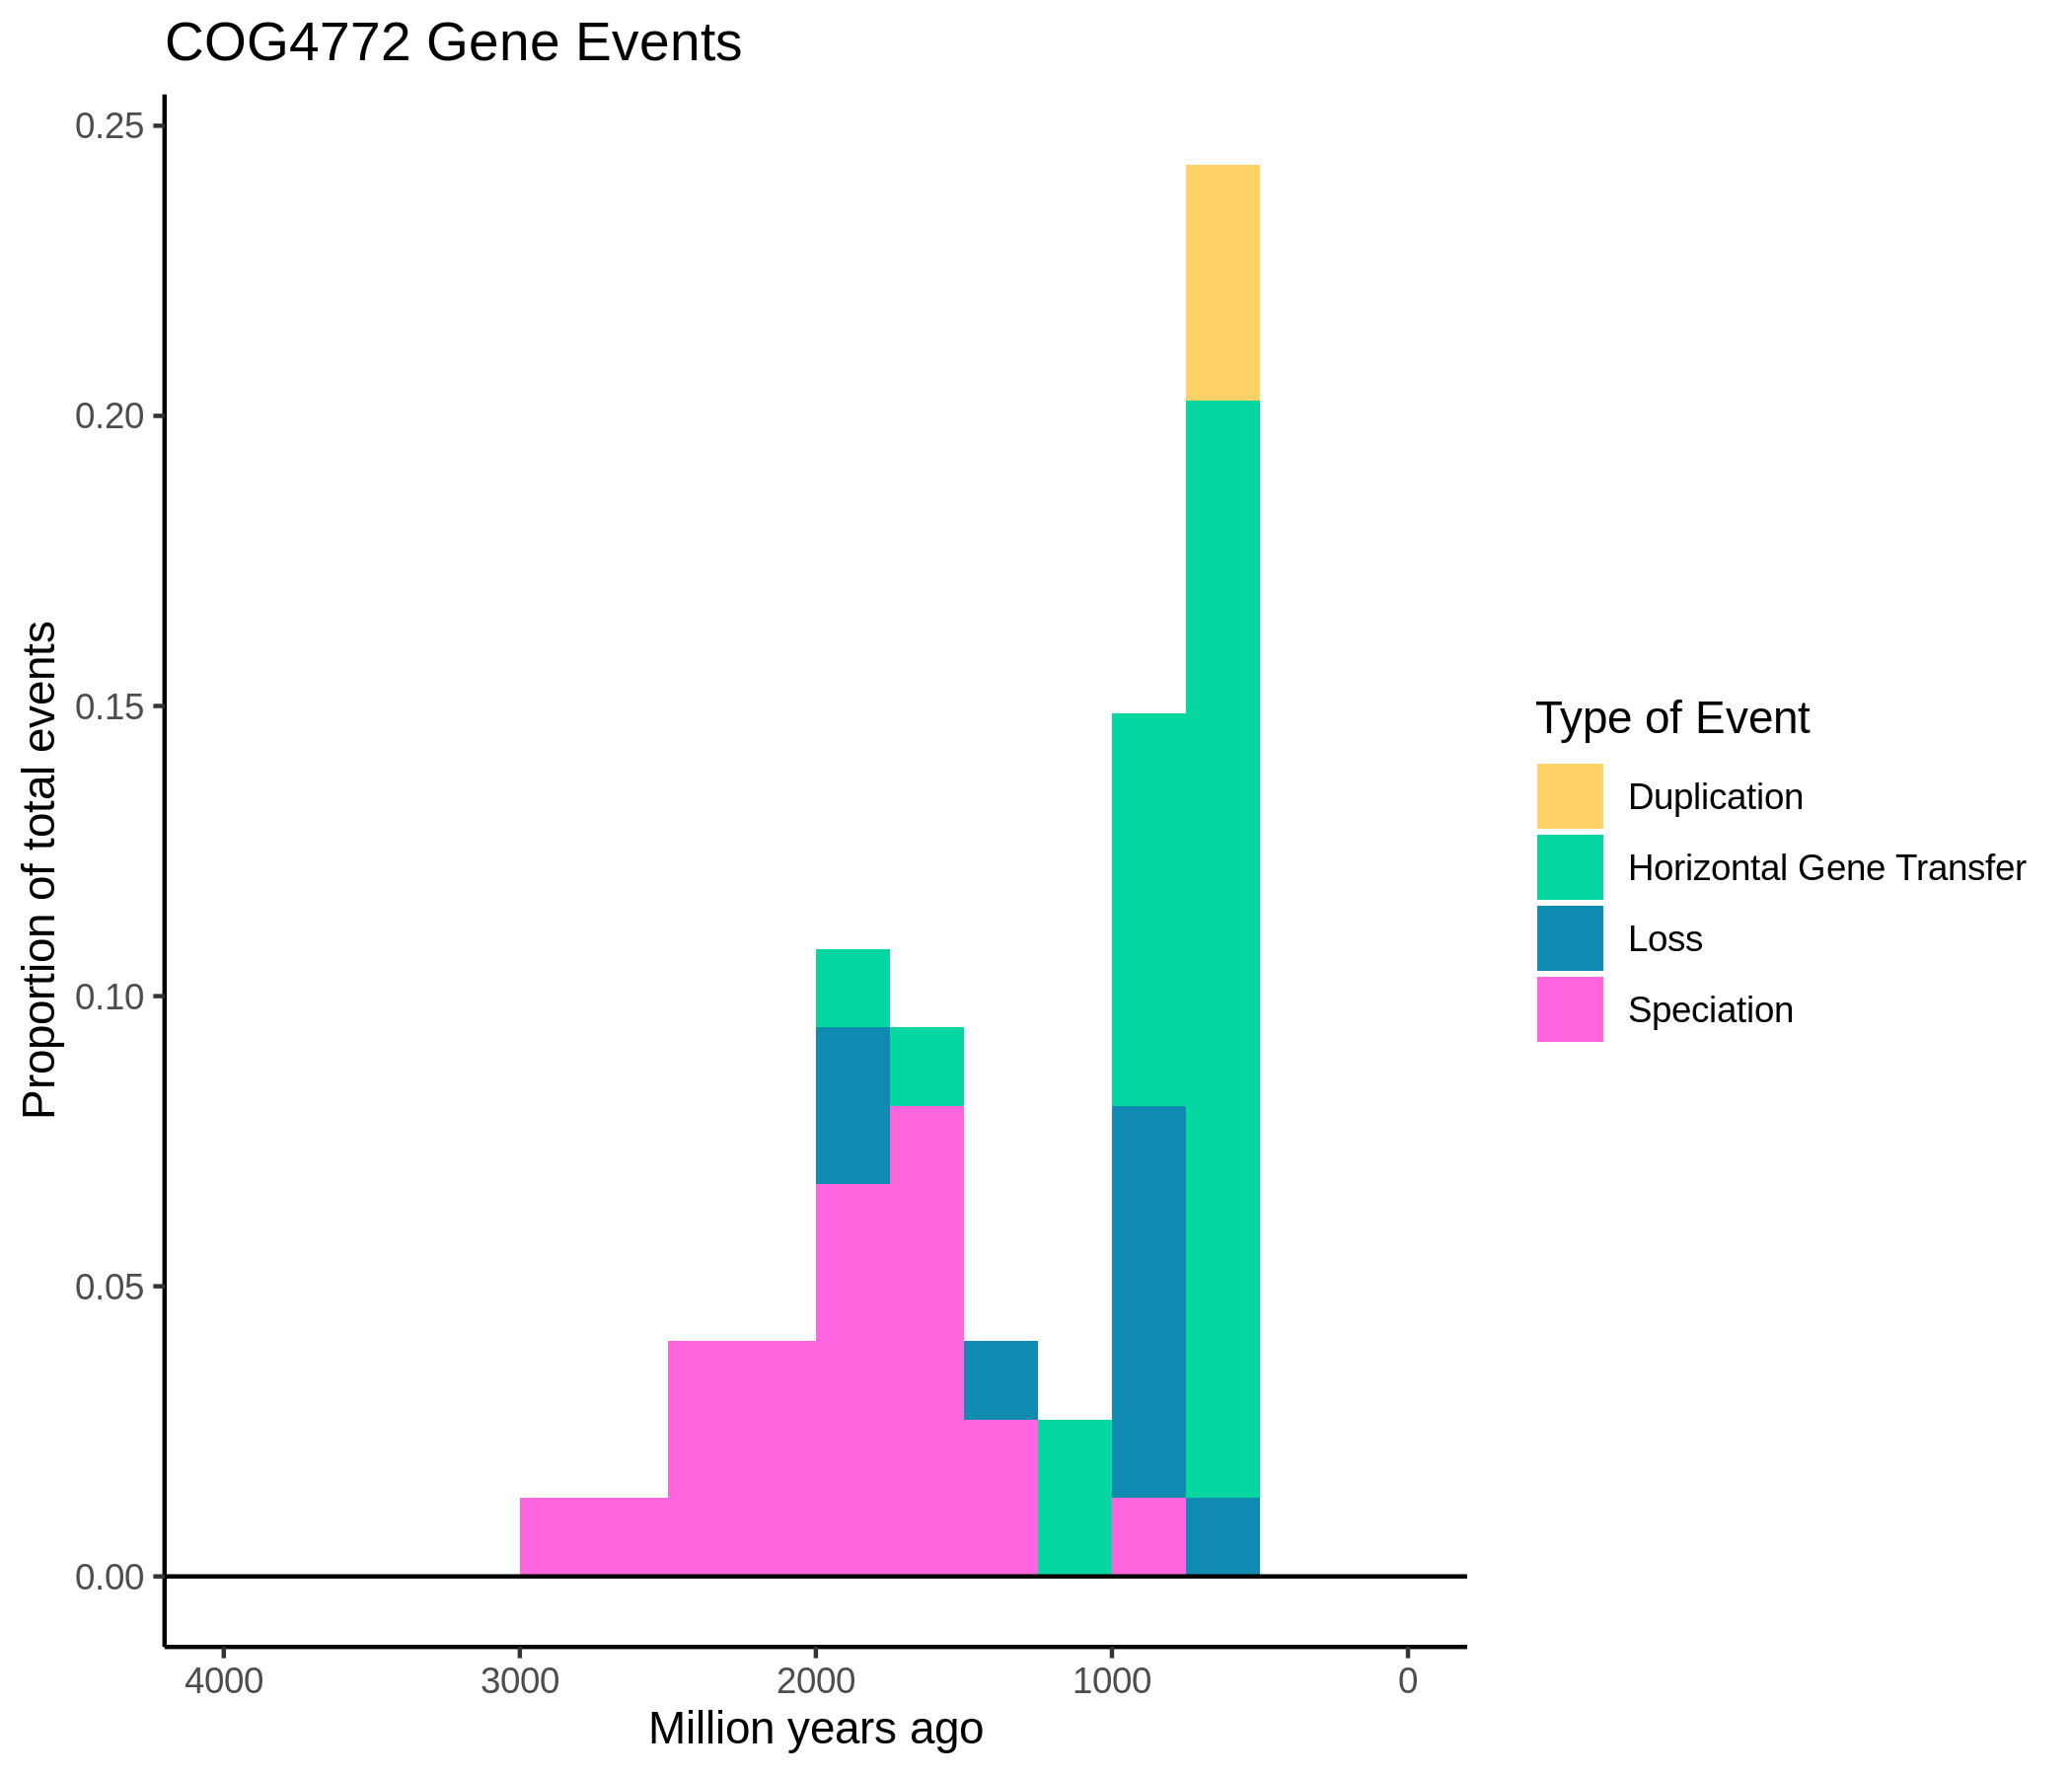 COG4772 Gene Events
0.25
0.20
0.15
0.10
0.05
0.00
Proportion of total events
4000 3000 2000 1000 0
Million years ago
Type of Event
Duplication
Horizontal Gene Transfer
Loss
Speciation